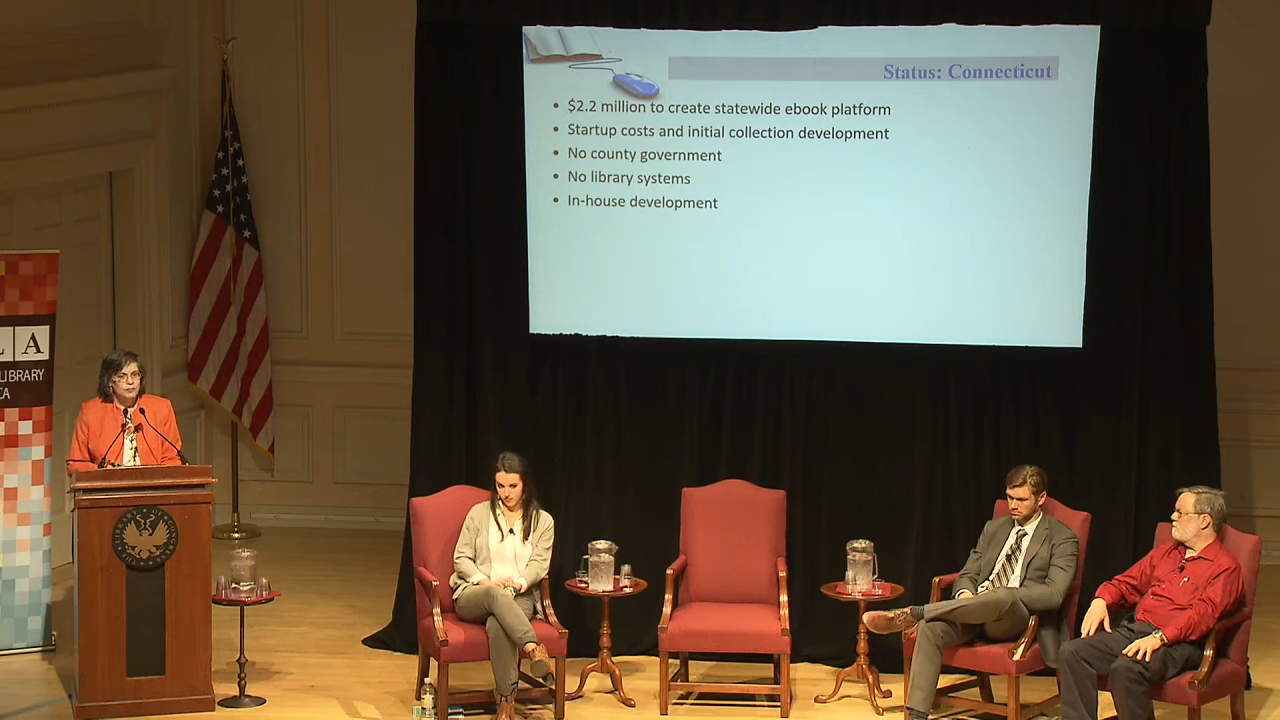 Status: Connecticut
• $2.2 million to create statewide ebook platform
• Startup costs and initial collection development
• No county government
• No library systems
• In-house development
LA
LIBRARY
CA